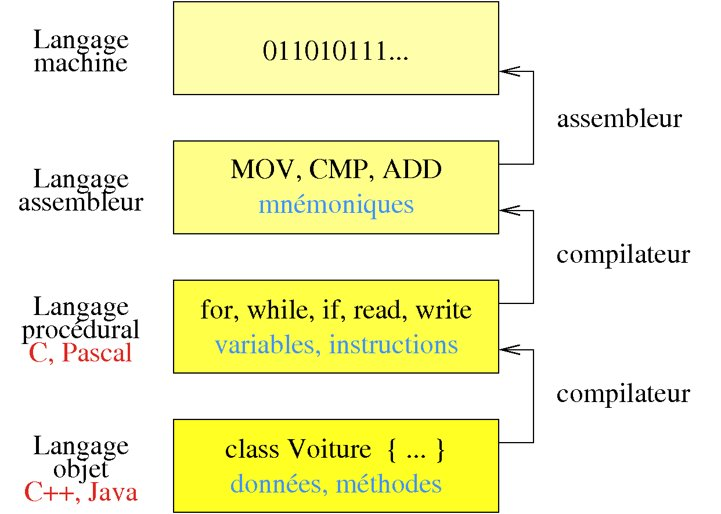 Langage
machine
011010111...
assembleur
Langage
assembleur
MOV, CMP, ADD
mnémoniques
compilateur
Langage
procédural
C, Pascal
for, while, if, read, write
variables, instructions
compilateur
Langage
objet
C++, Java
class Voiture { ... }
données, méthodes